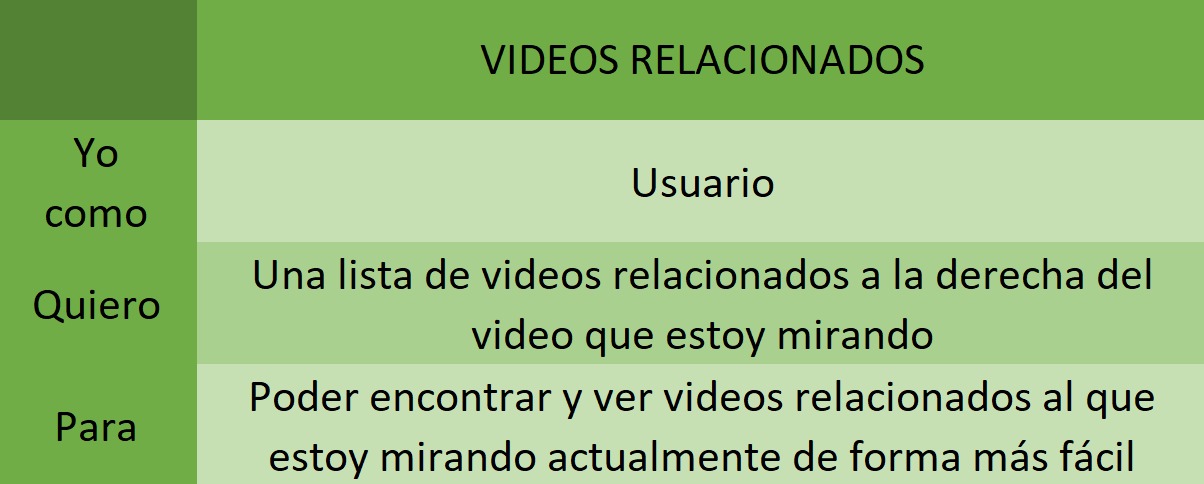 VIDEOS RELACIONADOS
Yo
como
Usuario
Quiero
Una lista de videos relacionados a la derecha del
video que estoy mirando
Para
Poder encontrar y ver videos relacionados al que
estoy mirando actualmente de forma más fácil